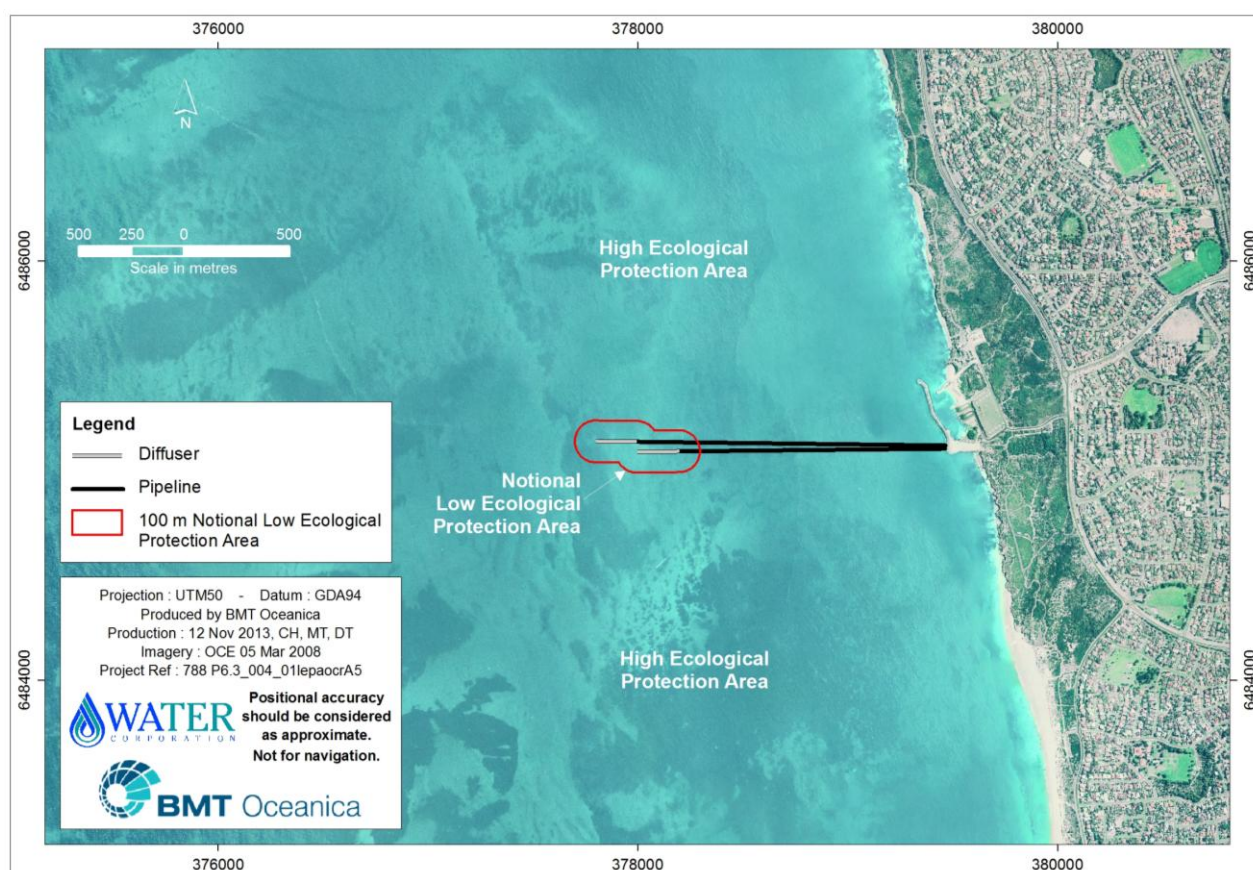 376000
378000
380000
N
500 250 0 500
Scale in metres
6486000
6486000
High Ecological
Protection Area
Legend
Diffuser
Pipeline
100 m Notional Low Ecological
Protection Area
Notional
Low Ecological
Protection Area
Projection : UTM50 - Datum : GDA94
Produced by BMT Oceanica
Production : 12 Nov 2013, CH, MT, DT
Imagery : OCE 05 Mar 2008
Project Ref : 788 P6.3_004_01lepaocrA5
WATER
CORPORATION
Positional accuracy
should be considered
as approximate.
Not for navigation.
BMT Oceanica
High Ecological
Protection Area
6484000
6484000
376000
378000
380000